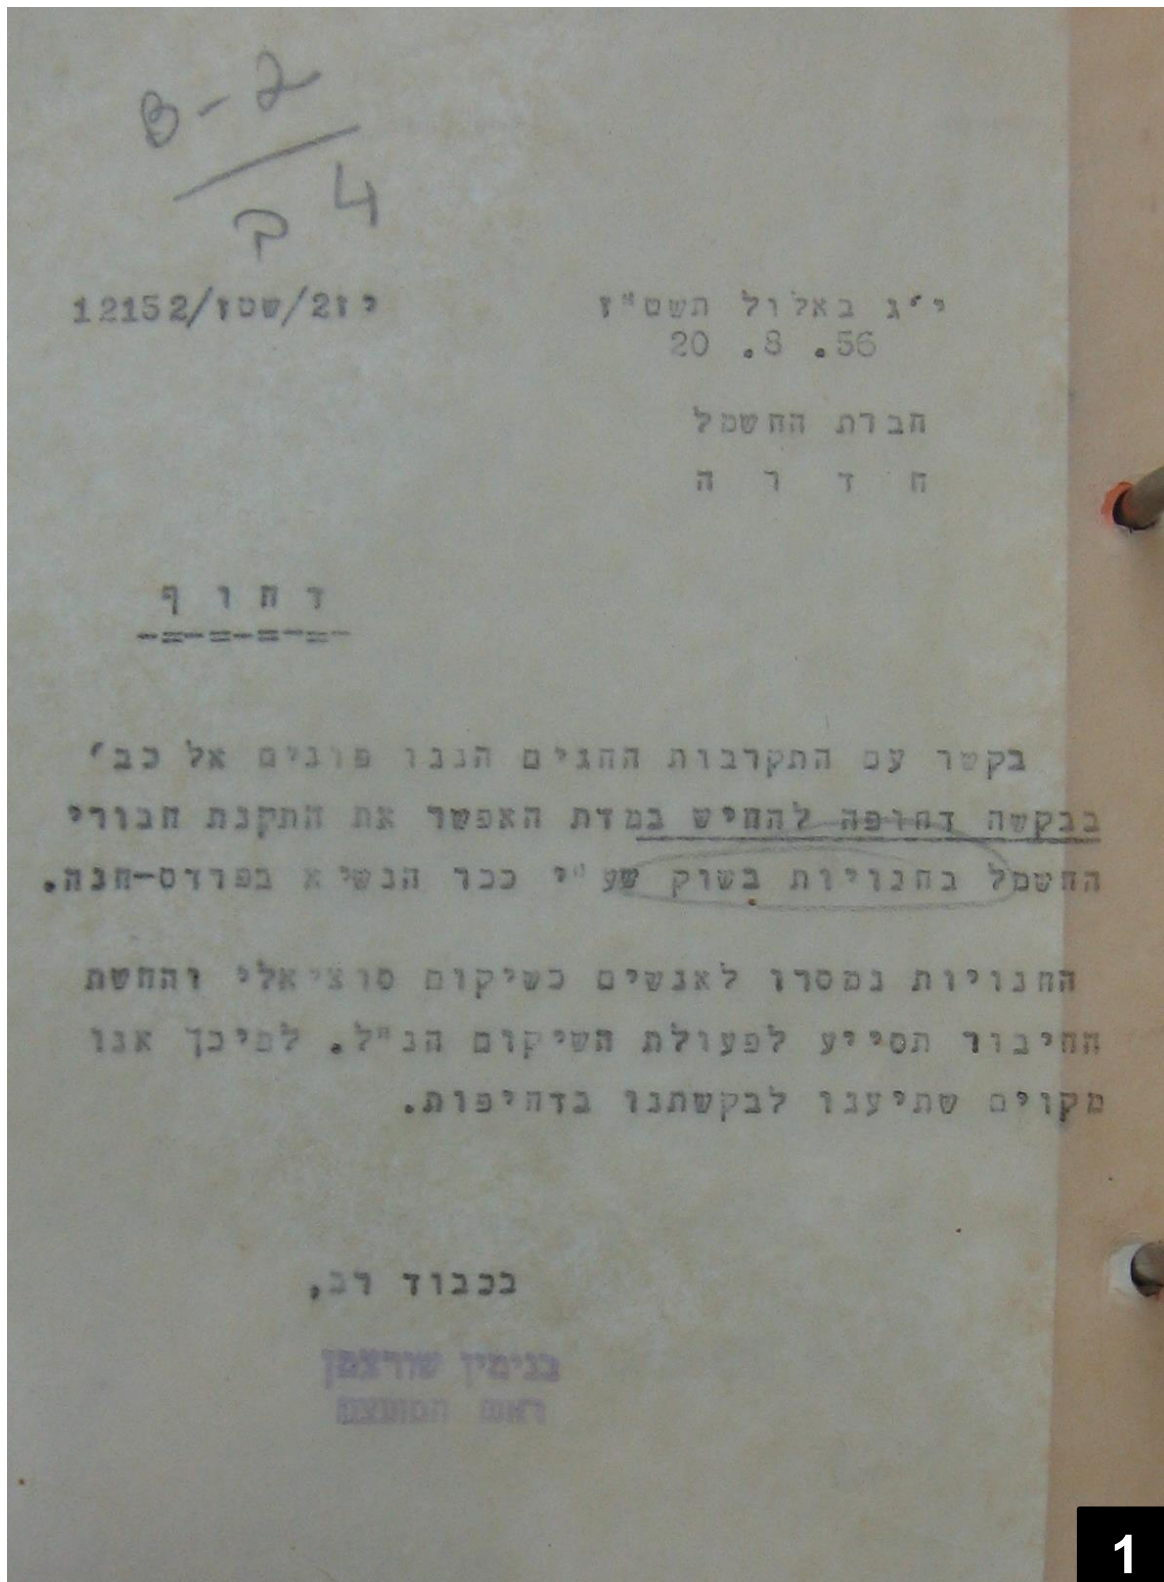 B-2
4
י"ג באלול תשט"ז
יז2/שטז/12152
20.8.56
חברת החשמל
ח ד ר ה
ד ח ו ף
-=-=-=-=-
בקשר עם התקרבות החגים הננו פונים אל כב'
בבקשה דחופה להחיש במדת האפשר את התקנת חבורי
החשמל בחנויות בשוק שע"י ככר הנשיא בפרדס-חנה.
החנויות נמסרו לאנשים כשיקום סוציאלי והחשת
החיבור תסייע לפעולת השיקום הנ"ל. לפיכך אנו
מקוים שתיענו לבקשתנו בדחיפות.
בכבוד רב,
בנימין שורצמן
ראש המועצה
1